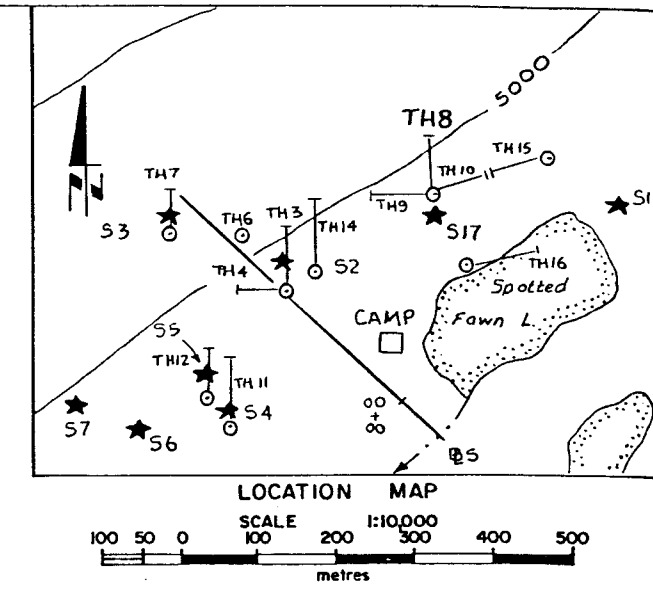 5000
TH8
TH15
TH7
TH10
TH9
S1
TH6
TH3
S3
TH14
S17
TH4
S2
TH16
Spotted
Fawn L.
CAMP
S5
TH12
TH11
S7
S4
S6
00
+
00
LOCATION MAP
SCALE 1:10,000
100 50 0 100 200 300 400 500
metres